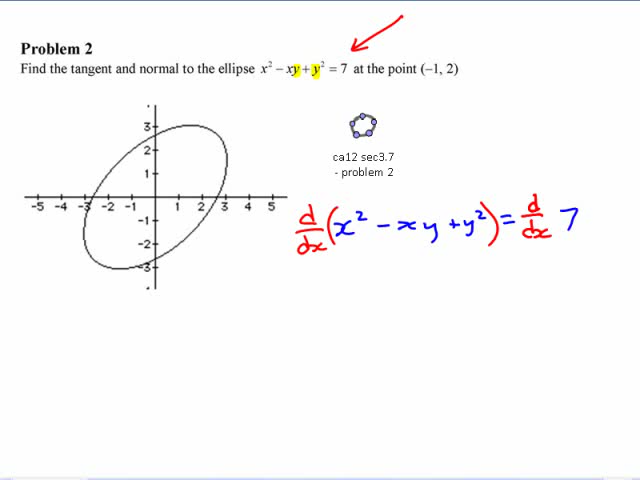 Problem 2
Find the tangent and normal to the ellipse x² − xy + y² = 7 at the point (−1, 2)
ca12 sec3.7
- problem 2
3
2
1
-5 -4 -3 -2 -1 1 2 3 4 5
-1
-2
-3
d/dx (x² − xy + y²) = d/dx 7